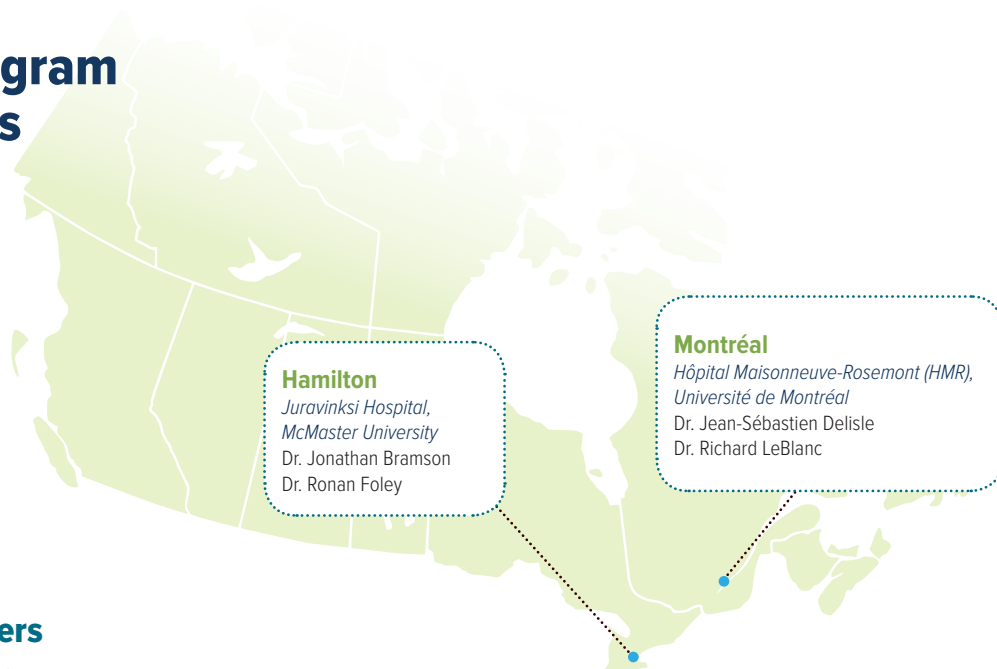 gram
s
Montréal
Hôpital Maisonneuve-Rosemont (HMR),
Université de Montréal
Dr. Jean-Sébastien Delisle
Dr. Richard LeBlanc
Hamilton
Juravinksi Hospital,
McMaster University
Dr. Jonathan Bramson
Dr. Ronan Foley
ers